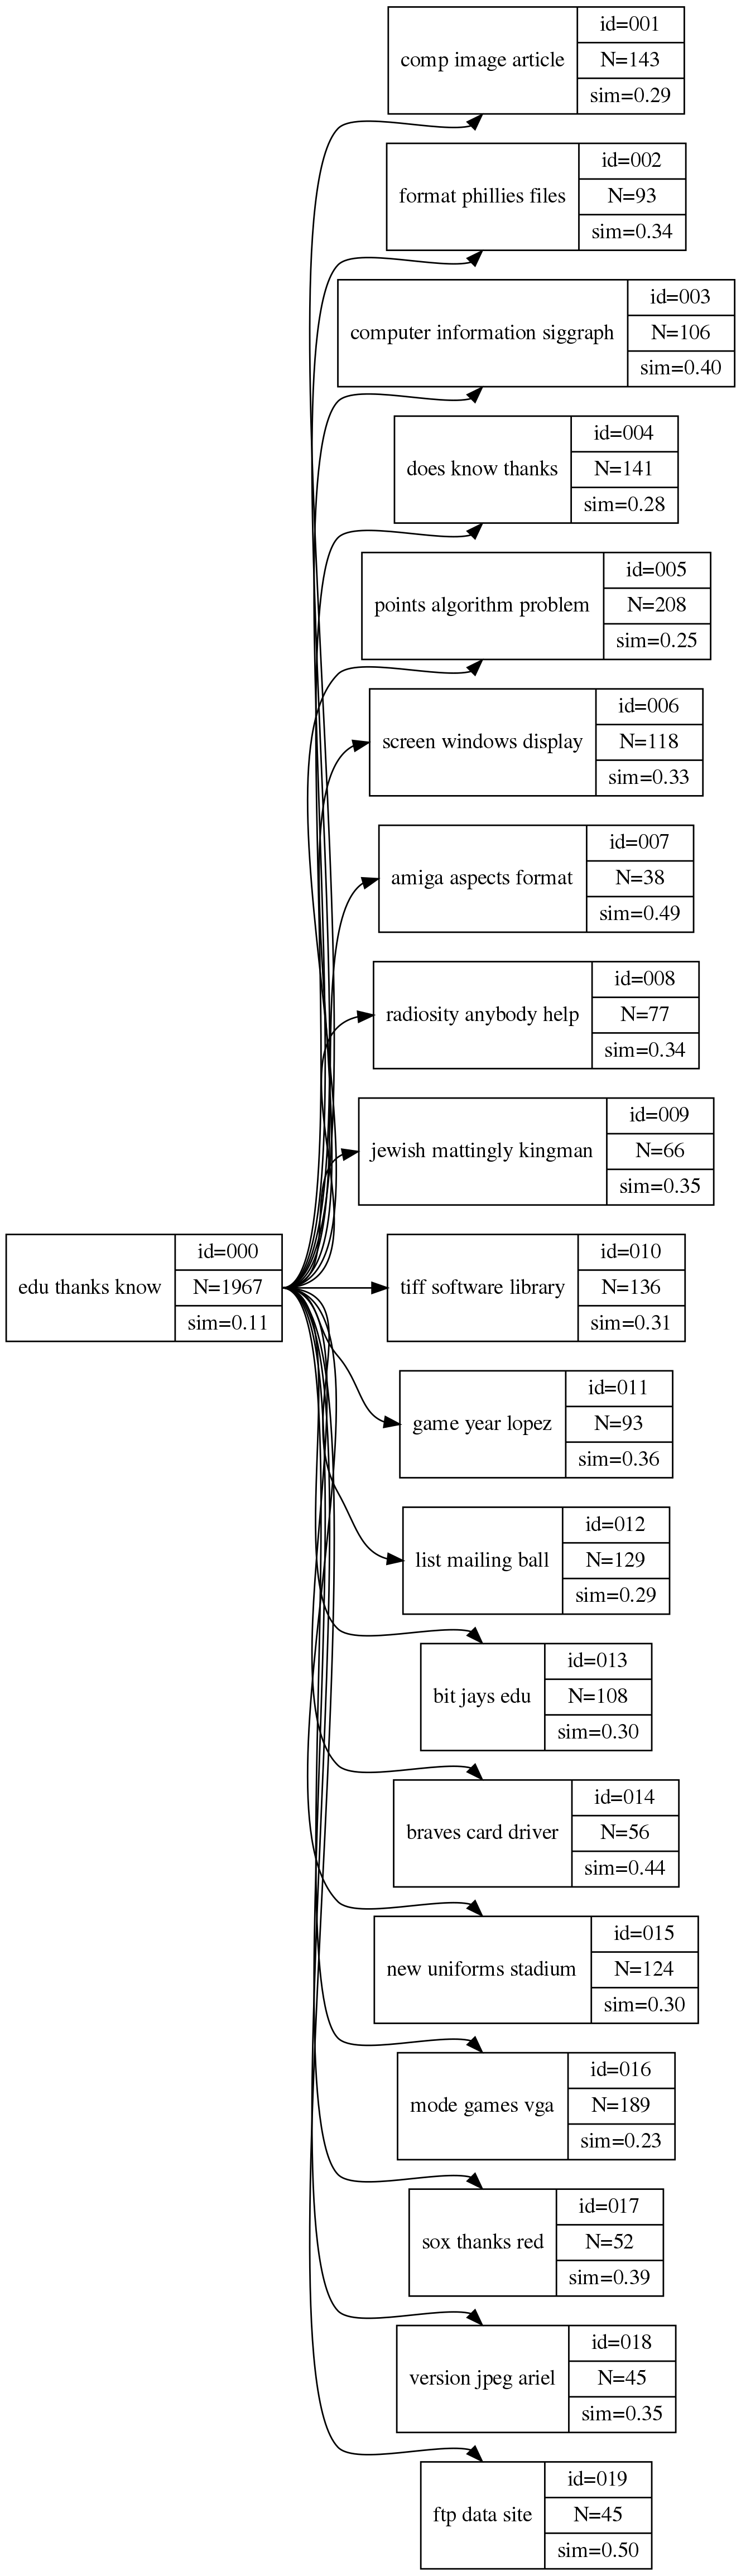 comp image article
id=001
N=143
sim=0.29
format phillies files
id=002
N=93
sim=0.34
computer information siggraph
id=003
N=106
sim=0.40
does know thanks
id=004
N=141
sim=0.28
points algorithm problem
id=005
N=208
sim=0.25
screen windows display
id=006
N=118
sim=0.33
amiga aspects format
id=007
N=38
sim=0.49
radiosity anybody help
id=008
N=77
sim=0.34
jewish mattingly kingman
id=009
N=66
sim=0.35
edu thanks know
id=000
N=1967
sim=0.11
tiff software library
id=010
N=136
sim=0.31
game year lopez
id=011
N=93
sim=0.36
list mailing ball
id=012
N=129
sim=0.29
bit jays edu
id=013
N=108
sim=0.30
braves card driver
id=014
N=56
sim=0.44
new uniforms stadium
id=015
N=124
sim=0.30
mode games vga
id=016
N=189
sim=0.23
sox thanks red
id=017
N=52
sim=0.39
version jpeg ariel
id=018
N=45
sim=0.35
ftp data site
id=019
N=45
sim=0.50